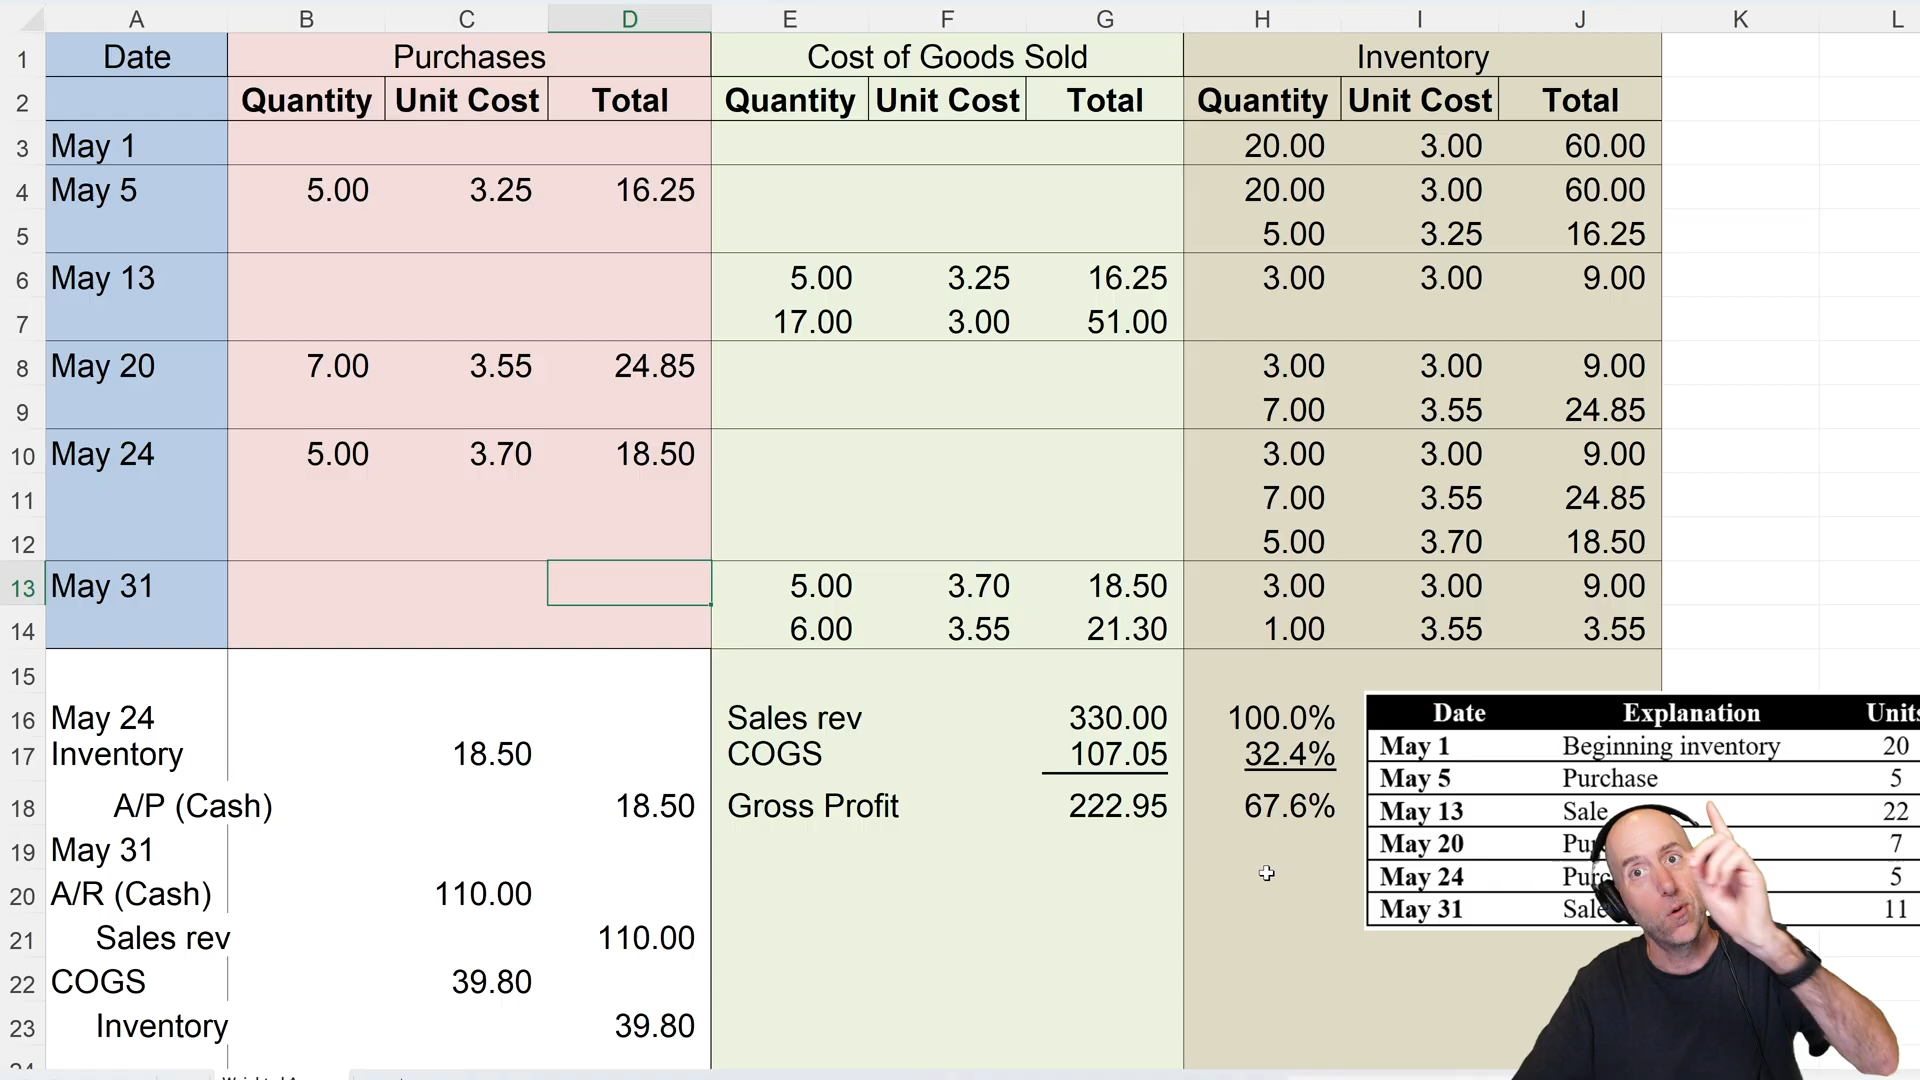 A B C D E F G H I J K L
1 Date Purchases Cost of Goods Sold Inventory
2 Quantity Unit Cost Total Quantity Unit Cost Total Quantity Unit Cost Total
3 May 1 20.00 3.00 60.00
4 May 5 5.00 3.25 16.25 20.00 3.00 60.00
5 5.00 3.25 16.25
6 May 13 5.00 3.25 16.25 3.00 3.00 9.00
7 17.00 3.00 51.00
8 May 20 7.00 3.55 24.85 3.00 3.00 9.00
9 7.00 3.55 24.85
10 May 24 5.00 3.70 18.50 3.00 3.00 9.00
11 7.00 3.55 24.85
12 5.00 3.70 18.50
13 May 31 5.00 3.70 18.50 3.00 3.00 9.00
14 6.00 3.55 21.30 1.00 3.55 3.55
15
16 May 24 Sales rev 330.00 100.0%
17 Inventory 18.50 COGS 107.05 32.4%
18 A/P (Cash) 18.50 Gross Profit 222.95 67.6%
19 May 31
20 A/R (Cash) 110.00
21 Sales rev 110.00
22 COGS 39.80
23 Inventory 39.80
Date Explanation Units
May 1 Beginning inventory 20
May 5 Purchase 5
May 13 Sale 22
May 20 7
May 24 5
May 31 Sale 11